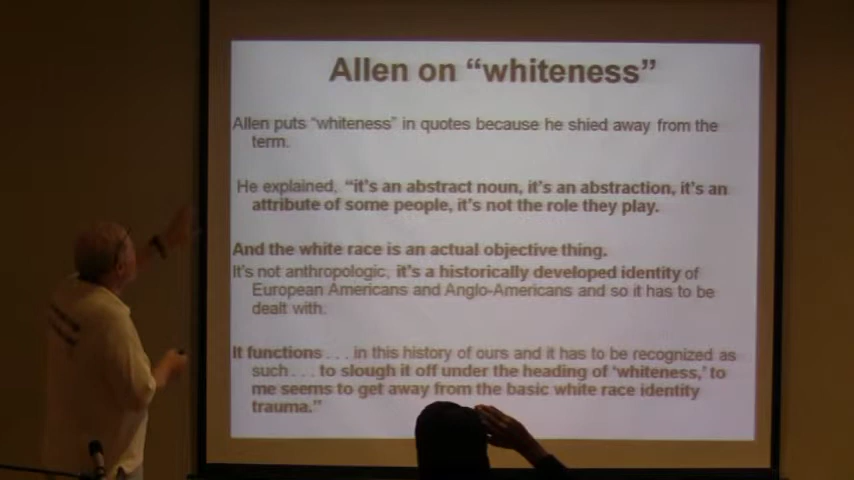 Allen on “whiteness”
Allen puts “whiteness” in quotes because he shied away from the
term.
He explained, “it’s an abstract noun, it’s an abstraction, it’s an
attribute of some people, it’s not the role they play.
And the white race is an actual objective thing.
It’s not anthropologic, it’s a historically developed identity of
European Americans and Anglo-Americans and so it has to be
dealt with.
It functions . . . in this history of ours and it has to be recognized as
such . . . to slough it off under the heading of ‘whiteness,’ to
me seems to get away from the basic white race identity
trauma.”